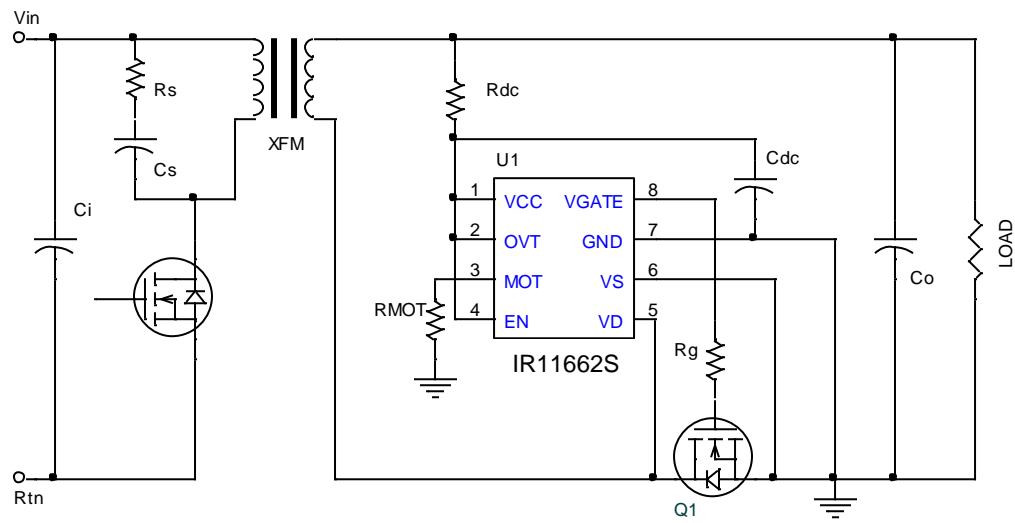 Vin
Rs
Cs
Ci
XFM
Rdc
Cdc
U1
1 VCC VGATE 8
2 OVT GND 7
3 MOT VS 6
4 EN VD 5
RMOT
IR11662S
Rg
Q1
Co
LOAD
Rtn